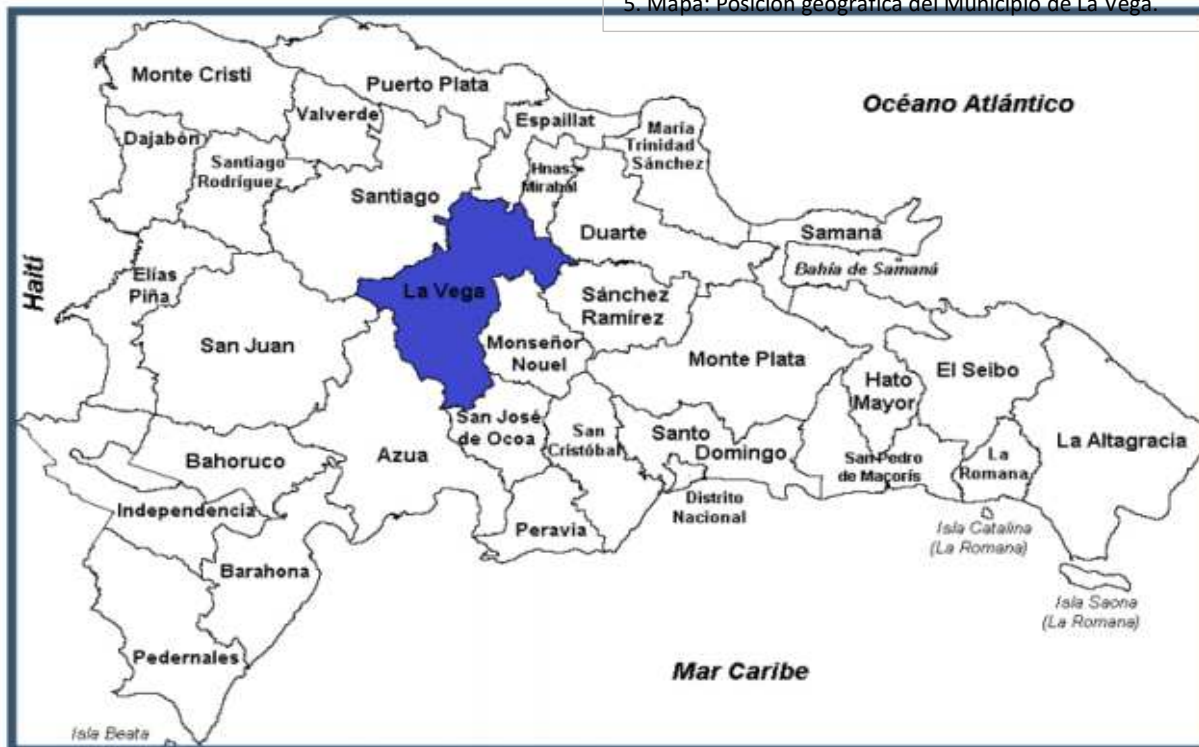 5. Mapa: Posición geográfica del Municipio de La Vega.
Monte Cristi
Puerto Plata
Océano Atlántico
Valverde
Espaillat
María
Trinidad
Sánchez
Dajabón
Santiago
Rodríguez
Hnas.
Mirabal
Santiago
Duarte
Samaná
Bahía de Samaná
Haití
Elías
Piña
La Vega
Sánchez
Ramírez
San Juan
Monseñor
Nouel
Monte Plata
Hato
Mayor
El Seibo
La Altagracia
San José
de Ocoa
San
Cristóbal
Santo
Domingo
Azua
Bahoruco
San Pedro
de Macorís
La
Romana
Independencia
Distrito
Nacional
Peravia
Isla Catalina
(La Romana)
Barahona
Isla Saona
(La Romana)
Pedernales
Mar Caribe
Isla Beata